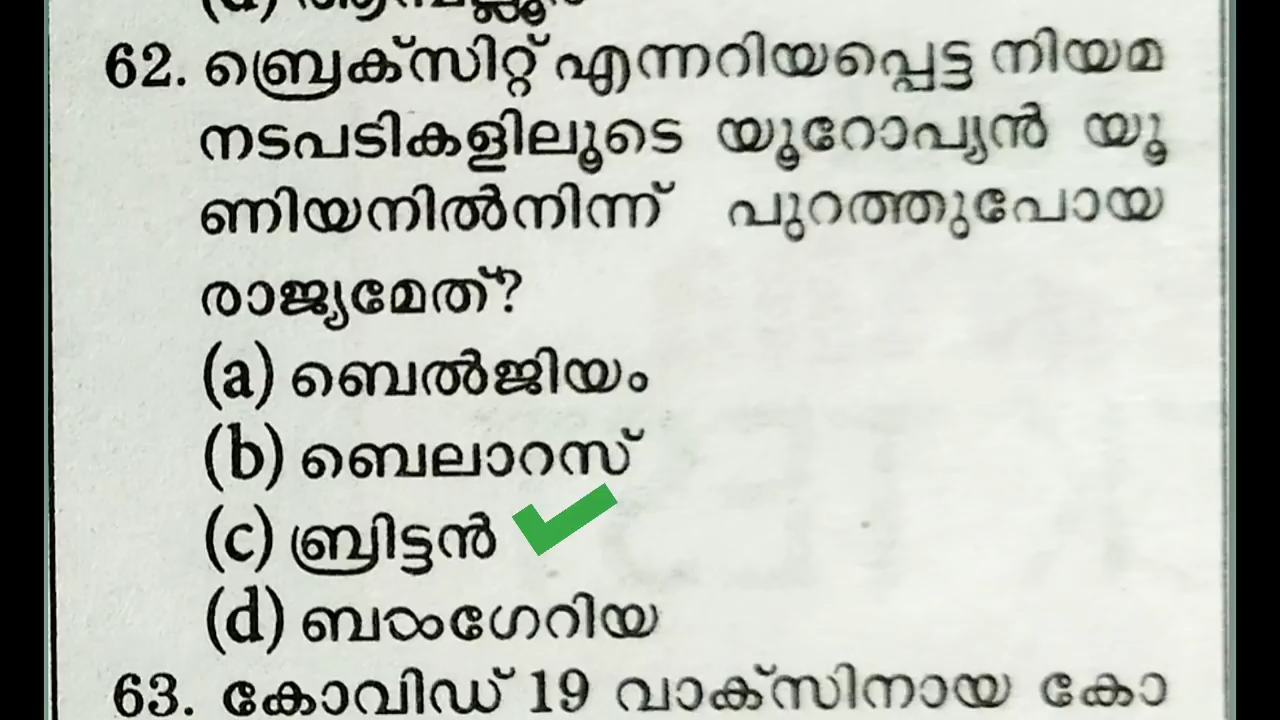 62. ബ്രെക്സിറ്റ് എന്നറിയപ്പെട്ട നിയമ
നടപടികളിലൂടെ യൂറോപ്യൻ യൂ
ണിയനിൽനിന്ന് പുറത്തുപോയ
രാജ്യമേത്?
(a) ബെൽജിയം
(b) ബെലാറസ്
(c) ബ്രിട്ടൻ
(d) ബൾഗേറിയ
63. കോവിഡ് 19 വാക്സിനായ കോ